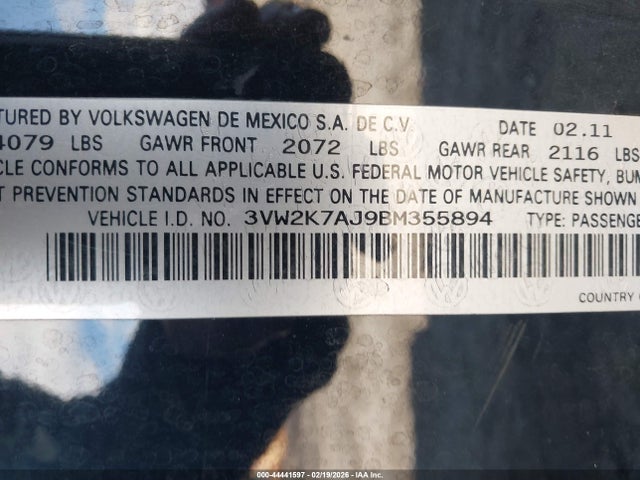 TURED BY VOLKSWAGEN DE MEXICO S.A. DE C.V. DATE 02.11
4079 LBS GAWR FRONT 2072 LBS GAWR REAR 2116 LBS
CLE CONFORMS TO ALL APPLICABLE U.S. FEDERAL MOTOR VEHICLE SAFETY, BUM
T PREVENTION STANDARDS IN EFFECT ON THE DATE OF MANUFACTURE SHOWN
VEHICLE I.D. NO. 3VW2K7AJ9BM355894 TYPE: PASSENGE
COUNTRY
000-44441597 - 02/19/2026 - IAA Inc.